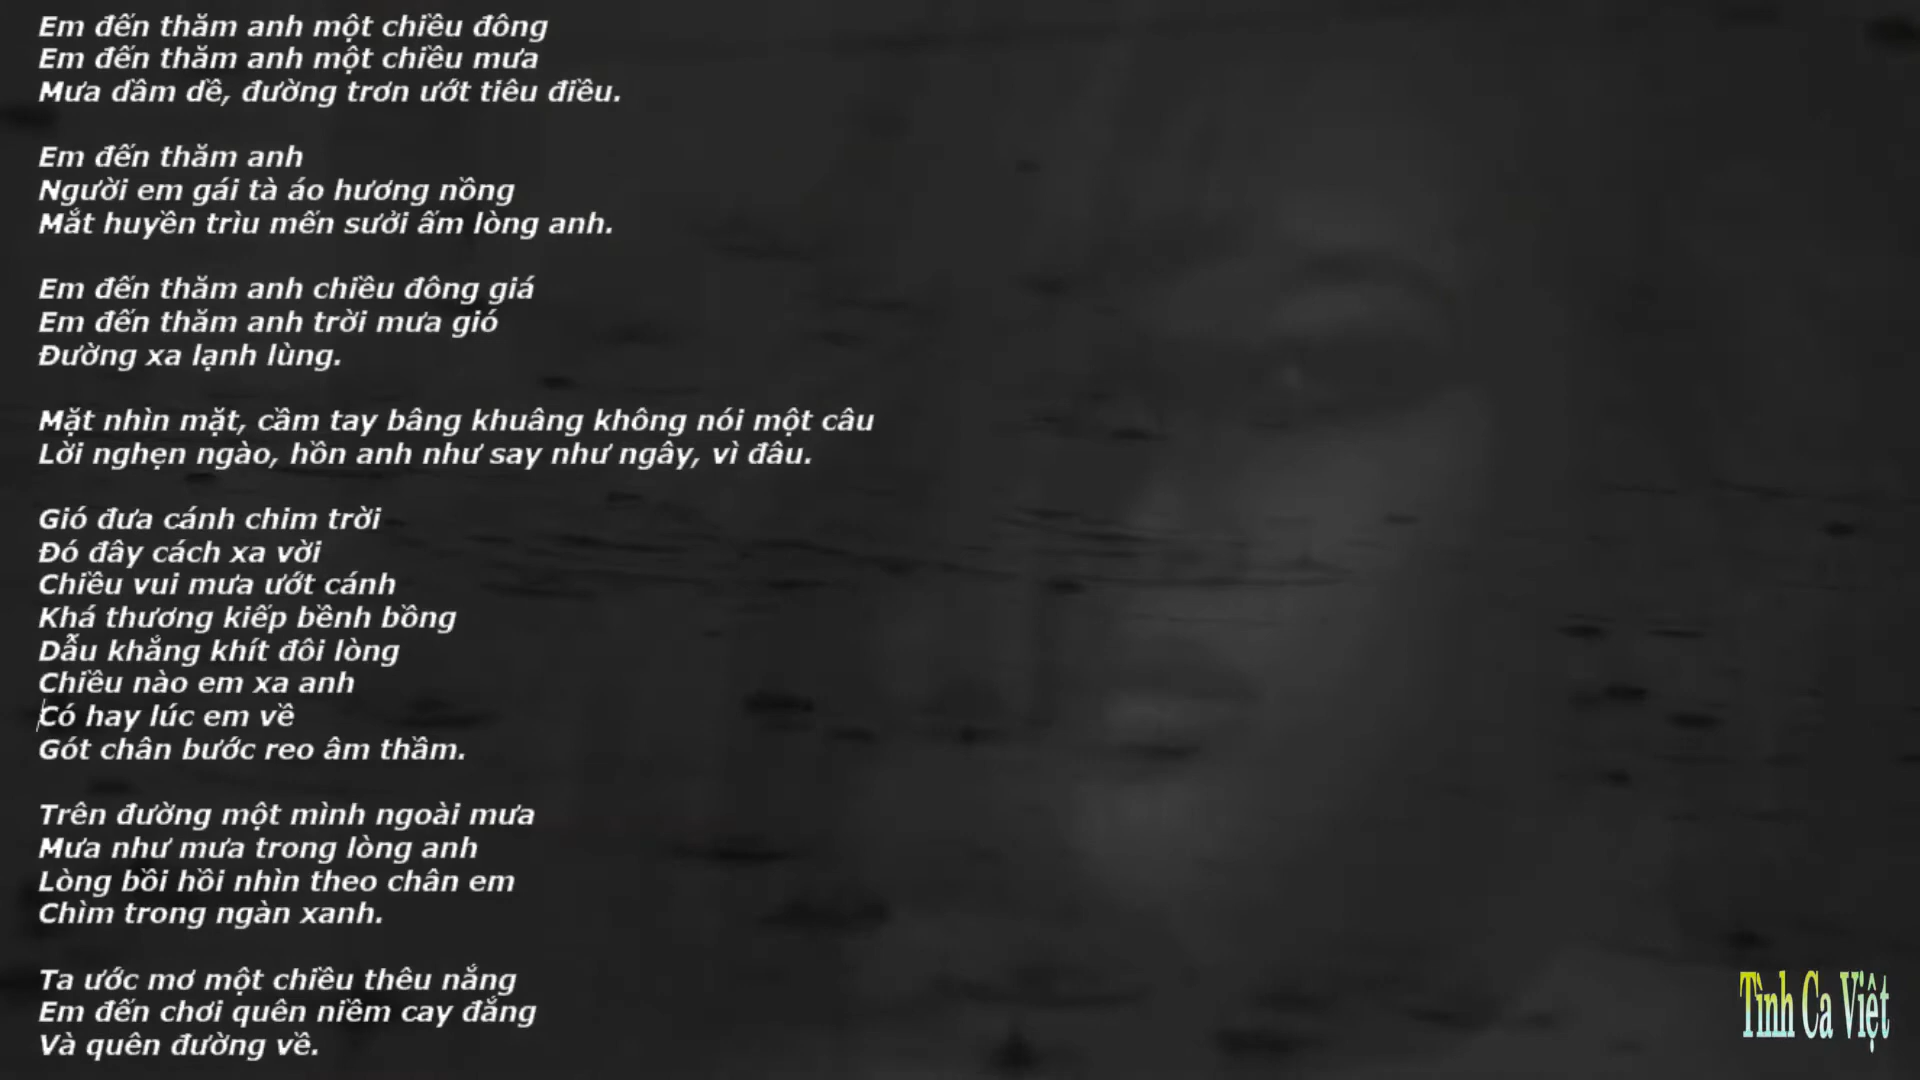 Em đến thăm anh một chiều đông
Em đến thăm anh một chiều mưa
Mưa dầm dề, đường trơn ướt tiêu điều.
Em đến thăm anh
Người em gái tà áo hương nồng
Mắt huyền trìu mến sưởi ấm lòng anh.
Em đến thăm anh chiều đông giá
Em đến thăm anh trời mưa gió
Đường xa lạnh lùng.
Mặt nhìn mặt, cầm tay bâng khuâng không nói một câu
Lời nghẹn ngào, hồn anh như say như ngây, vì đâu.
Gió đưa cánh chim trời
Đó đây cách xa vời
Chiều vui mưa ướt cánh
Khá thương kiếp bềnh bồng
Dẫu khắng khít đôi lòng
Chiều nào em xa anh
Có hay lúc em về
Gót chân bước reo âm thầm.
Trên đường một mình ngoài mưa
Mưa như mưa trong lòng anh
Lòng bồi hồi nhìn theo chân em
Chìm trong ngàn xanh.
Ta ước mơ một chiều thêu nắng
Em đến chơi quên niềm cay đắng
Và quên đường về.
Tình Ca Việt